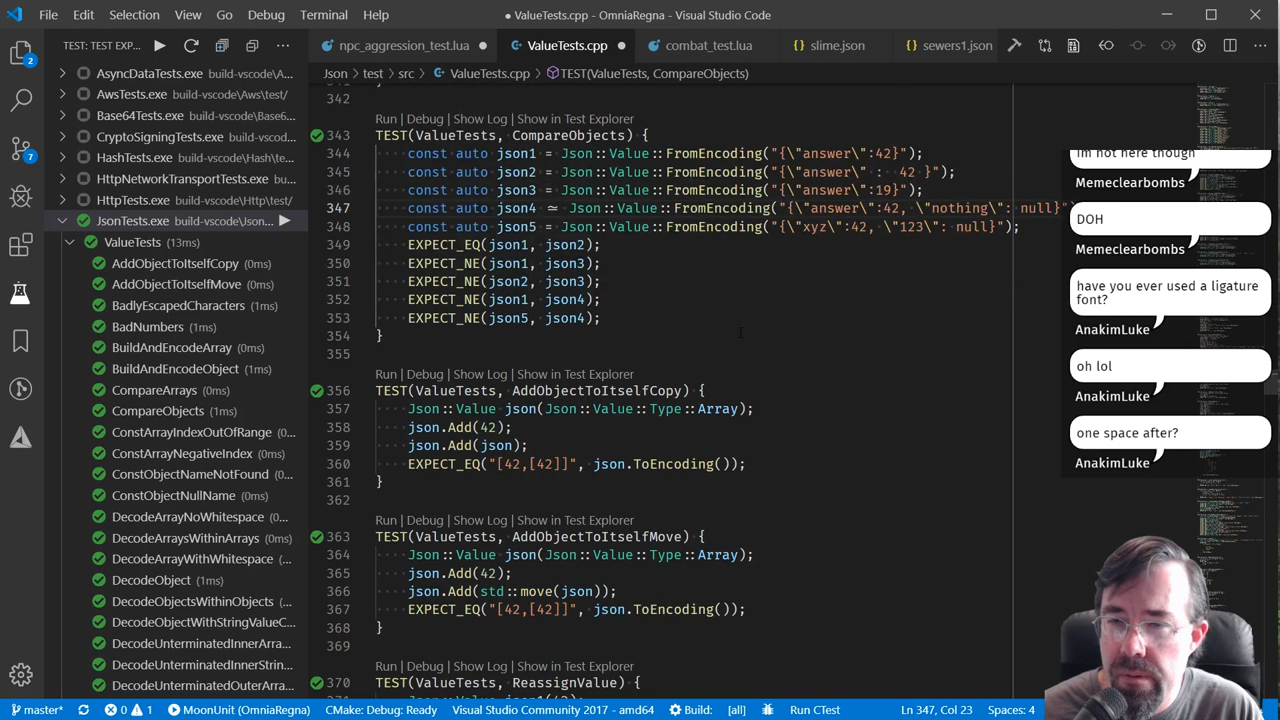 File Edit Selection View Go Debug Terminal Help
● ValueTests.cpp - OmniaRegna - Visual Studio Code
TEST: TEST EXP...
npc_aggression_test.lua
ValueTests.cpp
combat_test.lua
slime.json
sewers1.json
Json > test > src > ValueTests.cpp > TEST(ValueTests, CompareObjects)
2
7
AsyncDataTests.exe build-vscode\A...
AwsTests.exe build-vscode\Aws\test/
Base64Tests.exe build-vscode\Base6...
CryptoSigningTests.exe build-vscod...
HashTests.exe build-vscode\Hash\te...
HttpNetworkTransportTests.exe b...
HttpTests.exe build-vscode\Http\test/
JsonTests.exe build-vscode\Json...
ValueTests (13ms)
AddObjectToItselfCopy (0ms)
AddObjectToItselfMove (0ms)
BadlyEscapedCharacters (1ms)
BadNumbers (1ms)
BuildAndEncodeArray (0ms)
BuildAndEncodeObject (1ms)
CompareArrays (0ms)
CompareObjects (1ms)
ConstArrayIndexOutOfRange (0m...
ConstArrayNegativeIndex (0ms)
ConstObjectNameNotFound (0ms)
ConstObjectNullName (0ms)
DecodeArrayNoWhitespace (0ms)
DecodeArraysWithinArrays (0ms)
DecodeArrayWithWhitespace (0ms)
DecodeObject (1ms)
DecodeObjectsWithinObjects (0ms)
DecodeObjectWithStringValueC...
DecodeUnterminatedInnerArra...
DecodeUnterminatedInnerStrin...
DecodeUnterminatedOuterArra...
342
Run | Debug | Show Log | Show in Test Explorer
343 TEST(ValueTests, CompareObjects) {
344 const auto json1 = Json::Value::FromEncoding("{\"answer\":42}");
345 const auto json2 = Json::Value::FromEncoding("{\"answer\" :  42 }");
346 const auto json3 = Json::Value::FromEncoding("{\"answer\":19}");
347 const auto json4 ≃ Json::Value::FromEncoding("{\"answer\":42, \"nothing\": null}"
348 const auto json5 = Json::Value::FromEncoding("{\"xyz\":42, \"123\": null}");
349 EXPECT_EQ(json1, json2);
350 EXPECT_NE(json1, json3);
351 EXPECT_NE(json2, json3);
352 EXPECT_NE(json1, json4);
353 EXPECT_NE(json5, json4);
354 }
355
Run | Debug | Show Log | Show in Test Explorer
356 TEST(ValueTests, AddObjectToItselfCopy) {
357 Json::Value json(Json::Value::Type::Array);
358 json.Add(42);
359 json.Add(json);
360 EXPECT_EQ("[42,[42]]", json.ToEncoding());
361 }
362
Run | Debug | Show Log | Show in Test Explorer
363 TEST(ValueTests, AddObjectToItselfMove) {
364 Json::Value json(Json::Value::Type::Array);
365 json.Add(42);
366 json.Add(std::move(json));
367 EXPECT_EQ("[42,[42]]", json.ToEncoding());
368 }
369
Run | Debug | Show Log | Show in Test Explorer
370 TEST(ValueTests, ReassignValue) {
im not here though
Memeclearbombs
DOH
Memeclearbombs
have you ever used a ligature
font?
AnakimLuke
oh lol
AnakimLuke
one space after?
AnakimLuke
master* 0 1 MoonUnit (OmniaRegna) CMake: Debug: Ready Visual Studio Community 2017 - amd64 Build: [all] Run CTest Ln 347, Col 23 Spaces: 4